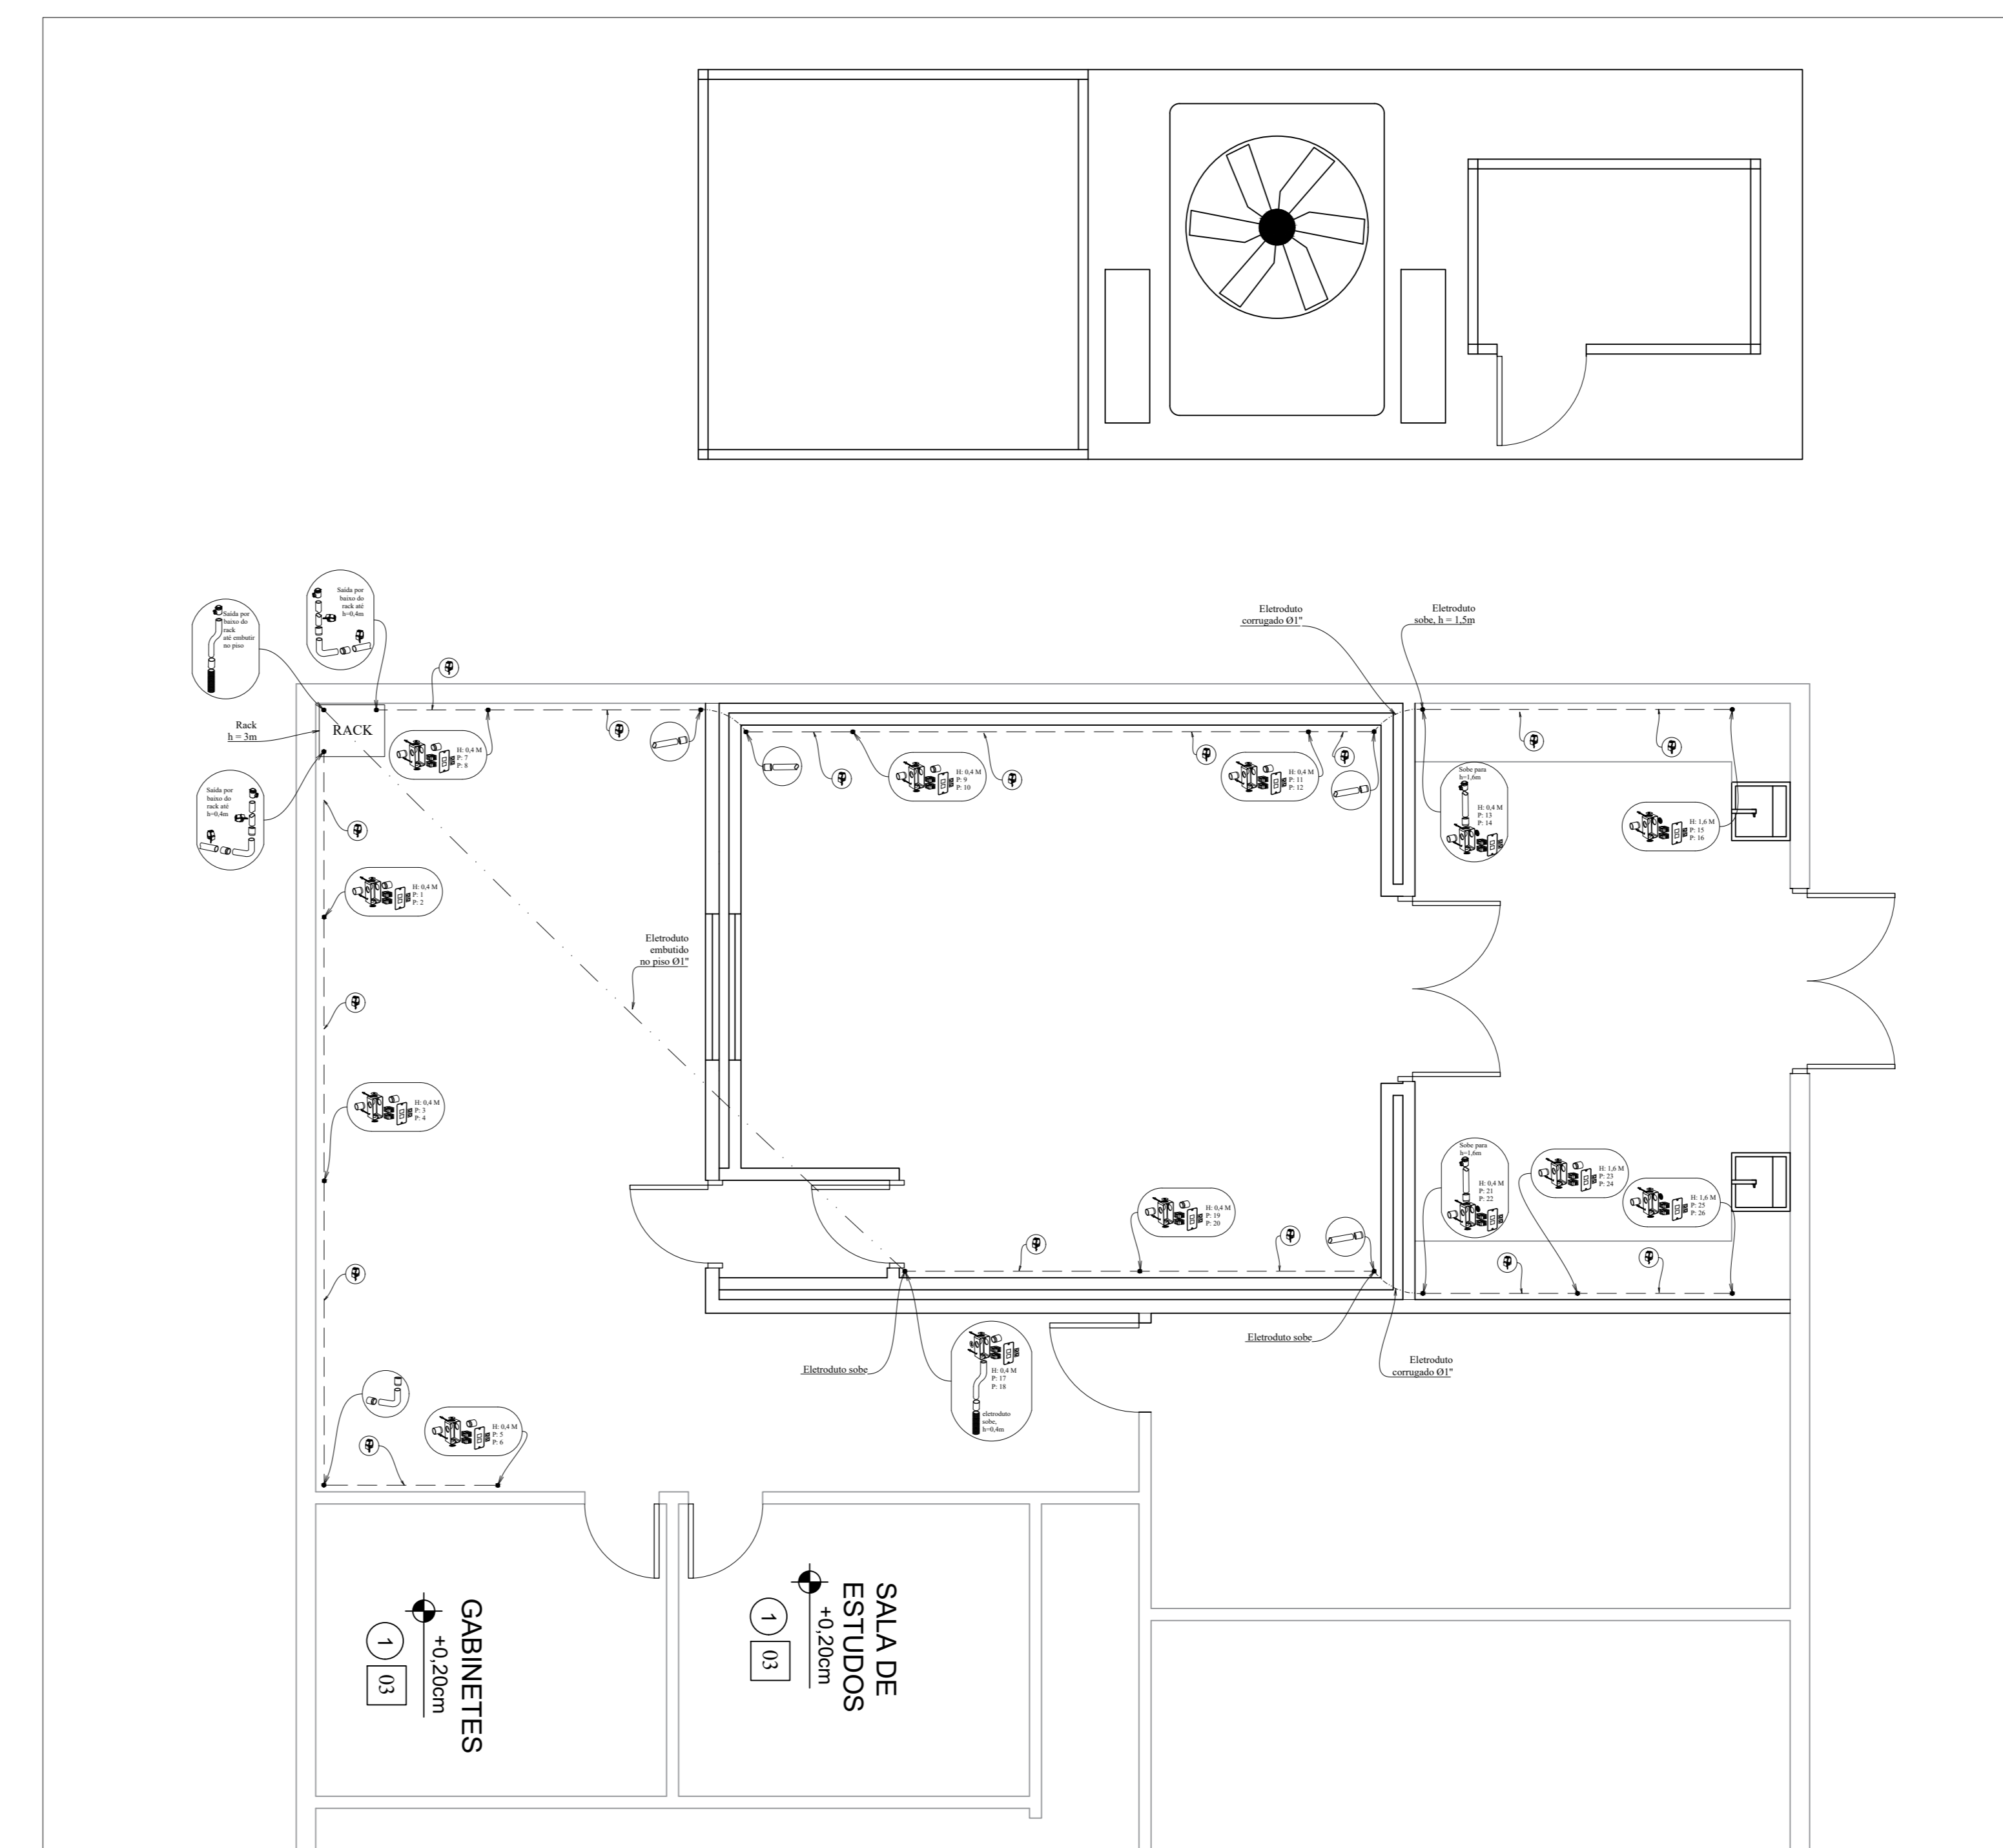 Saída por
baixo do
rack até
h=0,4m
Saída por
baixo do
rack
até embutir
no piso
Eletroduto
corrugado Ø1"
Eletroduto
sobe, h = 1,5m
Rack
h = 3m
RACK
H: 0,4 M
P: 7
P: 8
H: 0,4 M
P: 9
P: 10
H: 0,4 M
P: 11
P: 12
Sobe para
h=1,6m
H: 0,4 M
P: 13
P: 14
H: 1,6 M
P: 15
P: 16
Saída por
baixo do
rack até
h=0,4m
H: 0,4 M
P: 1
P: 2
Eletroduto
embutido
no piso Ø1"
H: 0,4 M
P: 3
P: 4
Sobe para
h=1,6m
H: 0,4 M
P: 21
P: 22
H: 1,6 M
P: 23
P: 24
H: 1,6 M
P: 25
P: 26
H: 0,4 M
P: 19
P: 20
Eletroduto sobe
Eletroduto sobe
Eletroduto
corrugado Ø1"
H: 0,4 M
P: 17
P: 18
eletroduto
sobe,
h=0,4m
H: 0,4 M
P: 5
P: 6
GABINETES
+0,20cm
1
03
SALA DE
ESTUDOS
+0,20cm
1
03